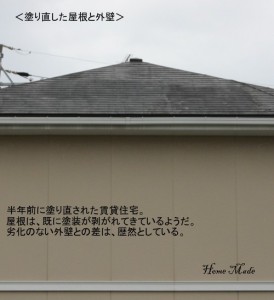 ＜塗り直した屋根と外壁＞
半年前に塗り直された賃貸住宅。
屋根は、既に塗装が剥がれてきているようだ。
劣化のない外壁との差は、歴然としている。
Home Made